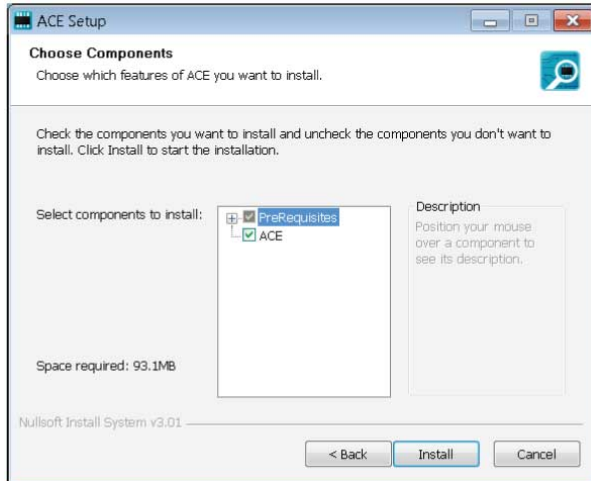 ACE Setup
Choose Components
Choose which features of ACE you want to install.
Check the components you want to install and uncheck the components you don't want to
install. Click Install to start the installation.
Select components to install:
PreRequisites
ACE
Description
Position your mouse
over a component to
see its description.
Space required: 93.1MB
Nullsoft Install System v3.01
< Back
Install
Cancel